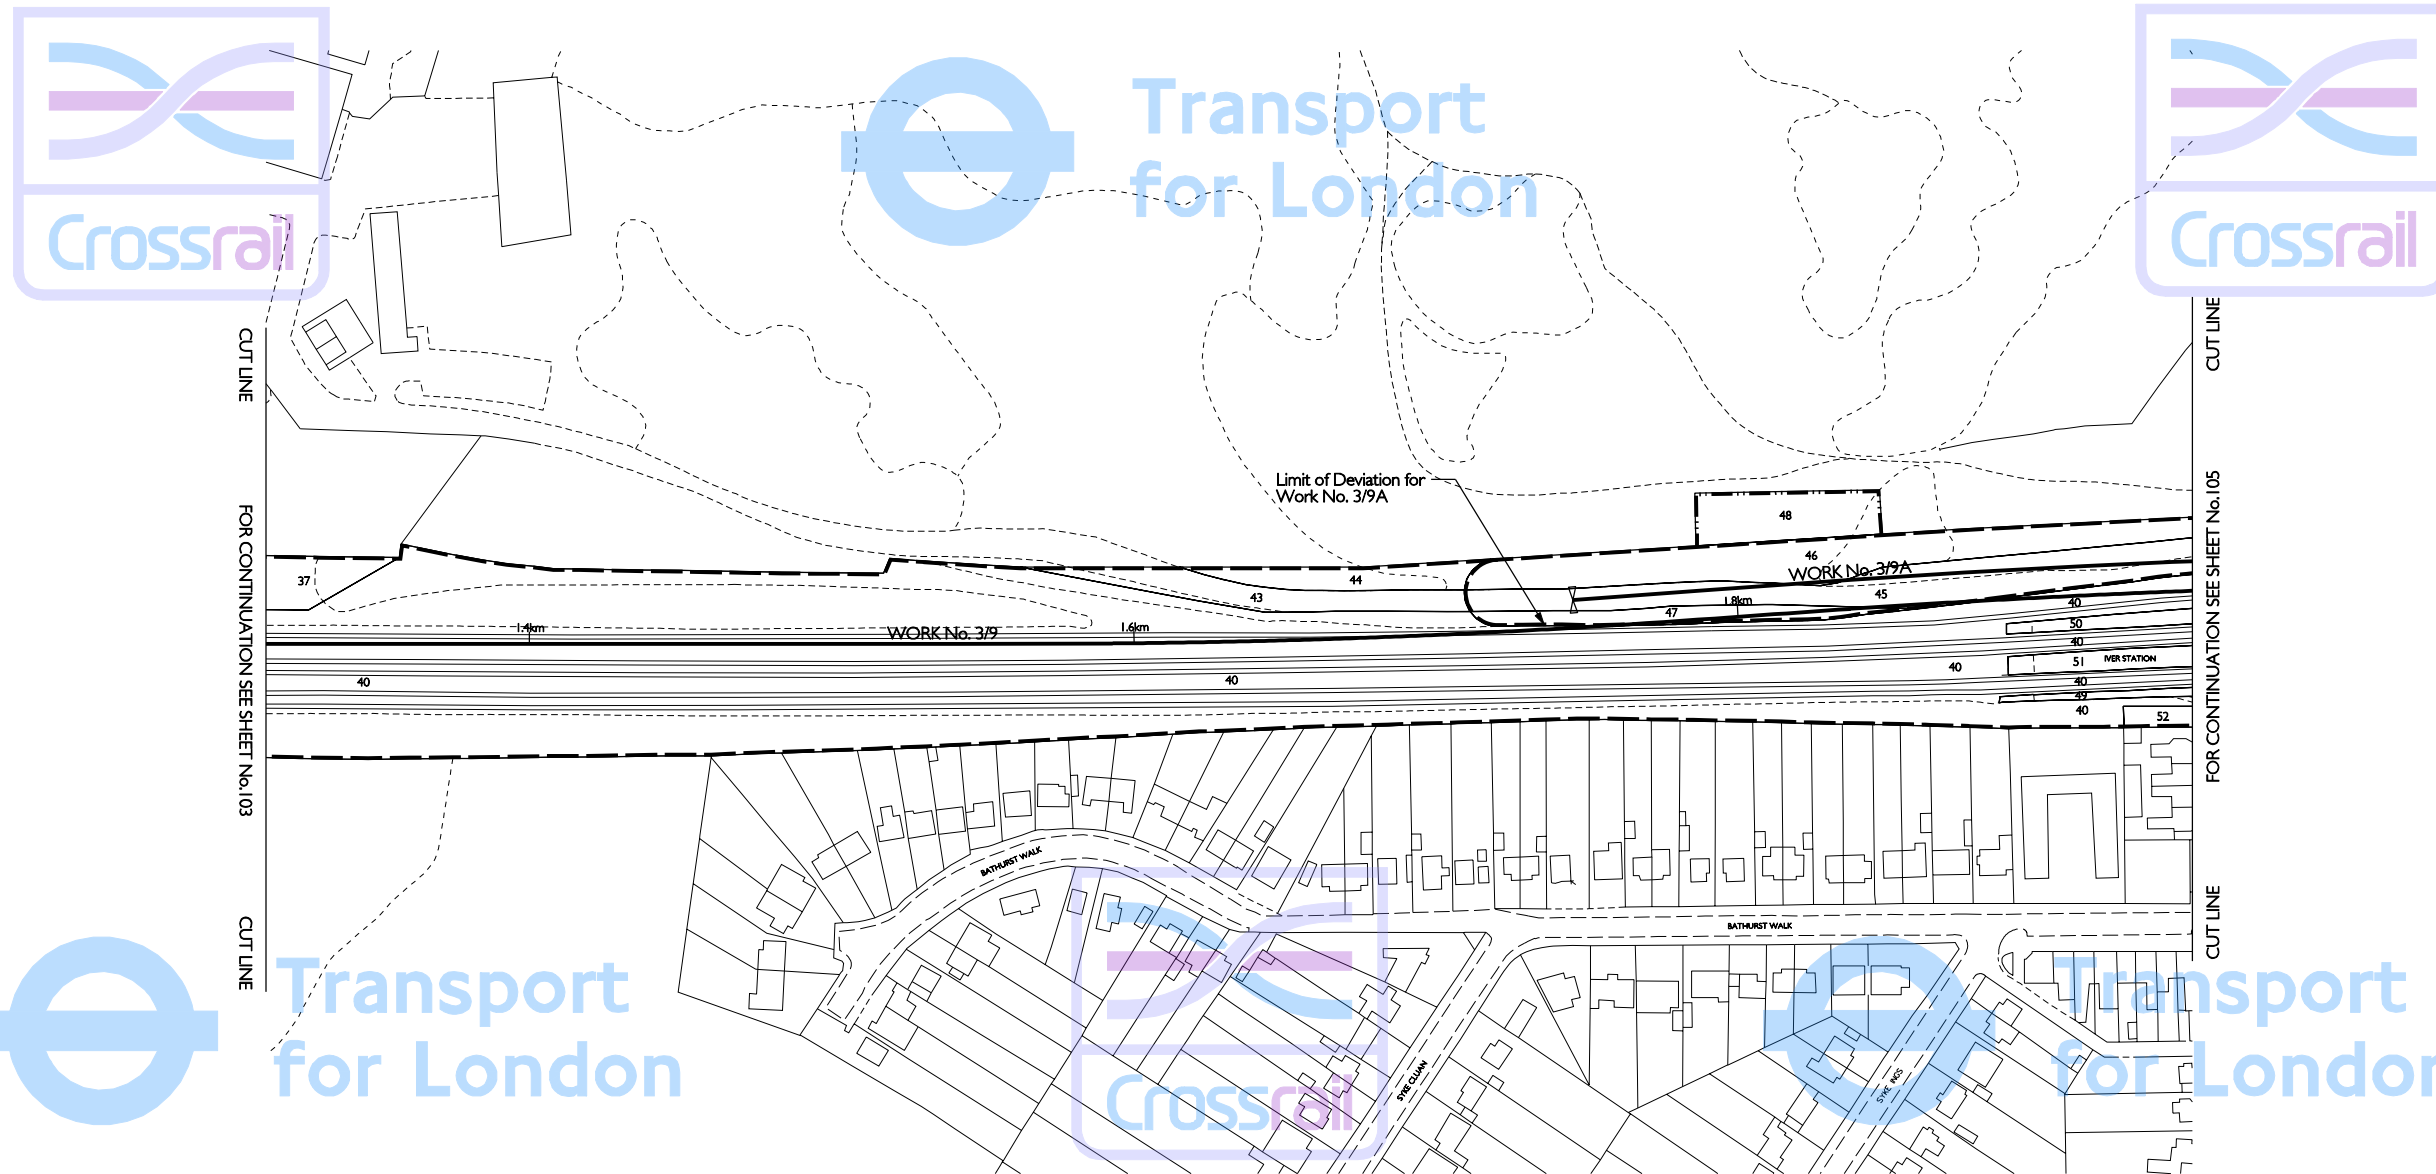 Transport
for London
Crossrail
Crossrail
CUT LINE
CUT LINE
FOR CONTINUATION SEE SHEET No.103
FOR CONTINUATION SEE SHEET No.105
Limit of Deviation for
Work No. 3/9A
48
46
WORK No. 3/9A
37
44
43
45
47
1.8km
40
1.4km
WORK No. 3/9
1.6km
50
40
40
40
40
51
IVER STATION
40
49
40
52
BATHURST WALK
BATHURST WALK
CUT LINE
CUT LINE
Transport
for London
Crossrail
SYKE CLUAN
SYKE INGS
Transport
for London